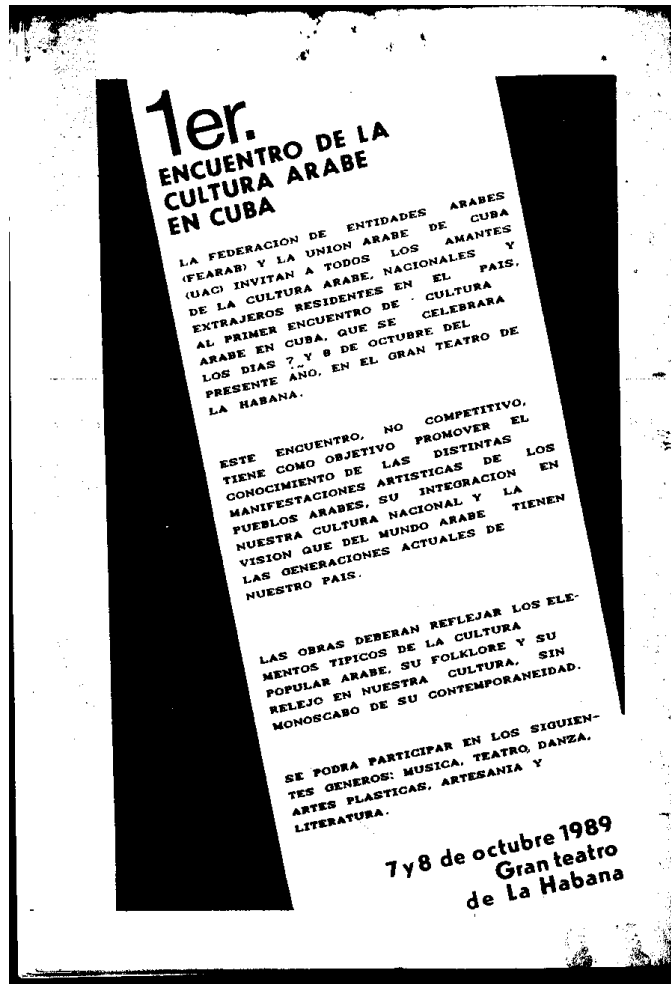 1er.
ENCUENTRO DE LA
CULTURA ARABE
EN CUBA
LA FEDERACION DE ENTIDADES ARABES
(FEARAB) Y LA UNION ARABE DE CUBA
(UAC) INVITAN A TODOS LOS AMANTES
DE LA CULTURA ARABE, NACIONALES Y
EXTRAJEROS RESIDENTES EN EL PAIS,
AL PRIMER ENCUENTRO DE CULTURA
ARABE EN CUBA, QUE SE CELEBRARA
LOS DIAS 7 Y 8 DE OCTUBRE DEL
PRESENTE AÑO, EN EL GRAN TEATRO DE
LA HABANA.
ESTE ENCUENTRO, NO COMPETITIVO,
TIENE COMO OBJETIVO PROMOVER EL
CONOCIMIENTO DE LAS DISTINTAS
MANIFESTACIONES ARTISTICAS DE LOS
PUEBLOS ARABES, SU INTEGRACION EN
NUESTRA CULTURA NACIONAL Y LA
VISION QUE DEL MUNDO ARABE TIENEN
LAS GENERACIONES ACTUALES DE
NUESTRO PAIS.
LAS OBRAS DEBERAN REFLEJAR LOS ELE-
MENTOS TIPICOS DE LA CULTURA
POPULAR ARABE, SU FOLKLORE Y SU
RELEJO EN NUESTRA CULTURA, SIN
MONOSCABO DE SU CONTEMPORANEIDAD.
SE PODRA PARTICIPAR EN LOS SIGUIEN-
TES GENEROS: MUSICA, TEATRO, DANZA,
ARTES PLASTICAS, ARTESANIA Y
LITERATURA.
7 y 8 de octubre 1989
Gran teatro
de La Habana